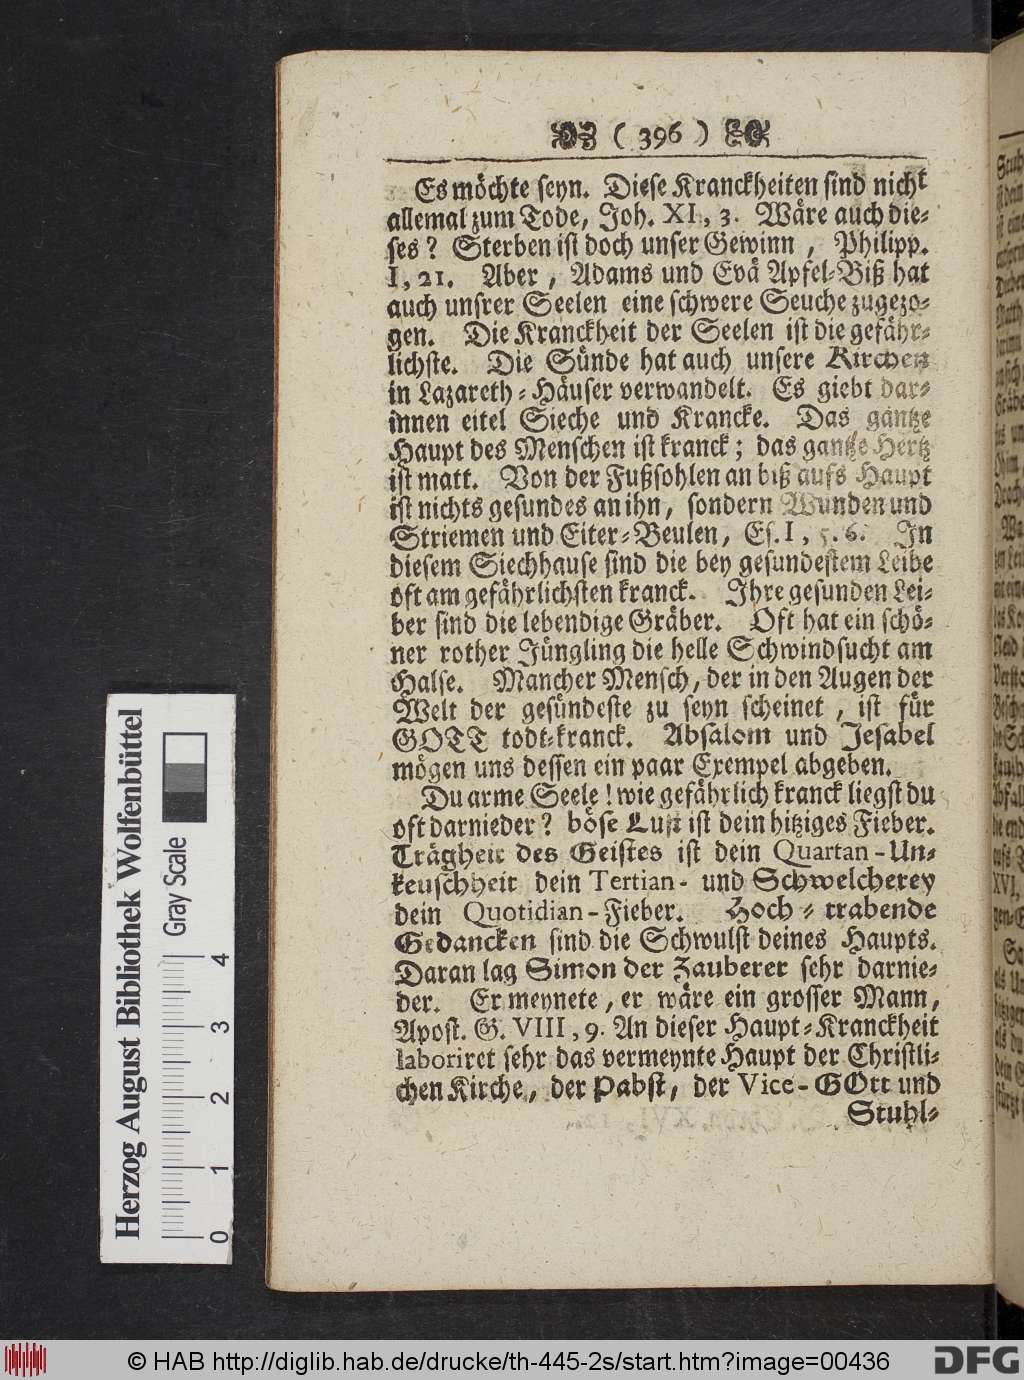 ( 396 )
Es möchte seyn. Diese Kranckheiten sind nicht
allemal zum Tode, Joh. XI, 3. Wäre auch die-
ses? Sterben ist doch unser Gewinn, Philipp.
I, 21. Aber, Adams und Evä Apfel-Biß hat
auch unsrer Seelen eine schwere Seuche zugezo-
gen. Die Kranckheit der Seelen ist die gefähr-
lichste. Die Sünde hat auch unsere Kirchen
in Lazareth-Häuser verwandelt. Es giebt dar-
innen eitel Sieche und Krancke. Das gantze
Haupt des Menschen ist kranck; das gantze Hertz
ist matt. Von der Fußsohlen an biß aufs Haupt
ist nichts gesundes an ihn, sondern Wunden und
Striemen und Eiter-Beulen, Es. I, 5. 6. In
diesem Siechhause sind die bey gesundestem Leibe
oft am gefährlichsten kranck. Ihre gesunden Lei-
ber sind die lebendige Gräber. Oft hat ein schö-
ner rother Jüngling die helle Schwindsucht am
Halse. Mancher Mensch, der in den Augen der
Welt der gesündeste zu seyn scheinet, ist für
GOTT todt-kranck. Absalom und Jesabel
mögen uns dessen ein paar Exempel abgeben.
Du arme Seele! wie gefährlich kranck liegst du
oft darnieder? böse Lust ist dein hitziges Fieber.
Trägheit des Geistes ist dein Quartan-Un-
keuschheit dein Tertian- und Schwelcherey
dein Quotidian-Fieber. Hoch-trabende
Gedancken sind die Schwulst deines Haupts.
Daran lag Simon der Zauberer sehr darnie-
der. Er meynete, er wäre ein grosser Mann,
Apost. G. VIII, 9. An dieser Haupt-Kranckheit
laboriret sehr das vermeynte Haupt der Christli-
chen Kirche, der Pabst, der Vice-GOtt und
Stuhl-
Herzog August Bibliothek Wolfenbüttel
Gray Scale
0 1 2 3 4
© HAB http://diglib.hab.de/drucke/th-445-2s/start.htm?image=00436
DFG